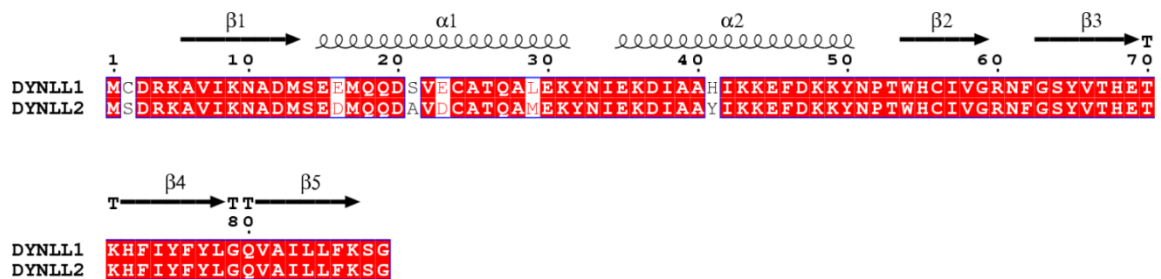 β1 α1 α2 β2 β3 T
1 10 20 30 40 50 60 70
DYNLL1 MCDRKAVIKNADMSEEMQQDSVECATQALEKYNIEKDIAAHIKKEFDKKYNPTWHCIVGRNFGSYVTHET
DYNLL2 MSDRKAVIKNADMSEDMQQDAVDCATQAMEKYNIEKDIAAYIKKEFDKKYNPTWHCIVGRNFGSYVTHET
T β4 TT β5
80
DYNLL1 KHFIYFYLGQVAILLFKSG
DYNLL2 KHFIYFYLGQVAILLFKSG